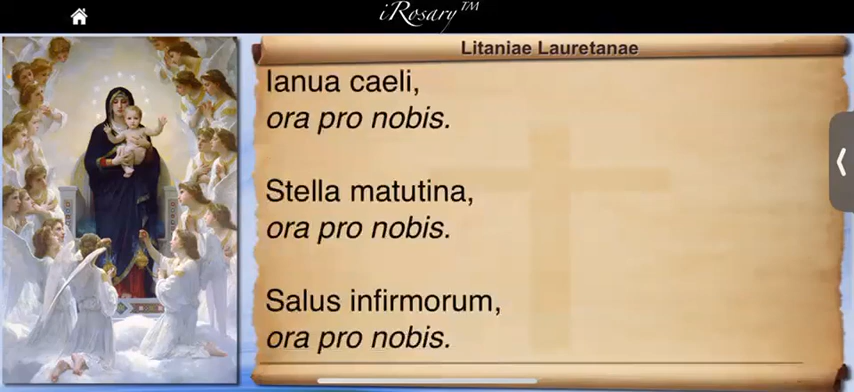 iRosary™
Litaniae Lauretanae
Ianua caeli,
ora pro nobis.
Stella matutina,
ora pro nobis.
Salus infirmorum,
ora pro nobis.